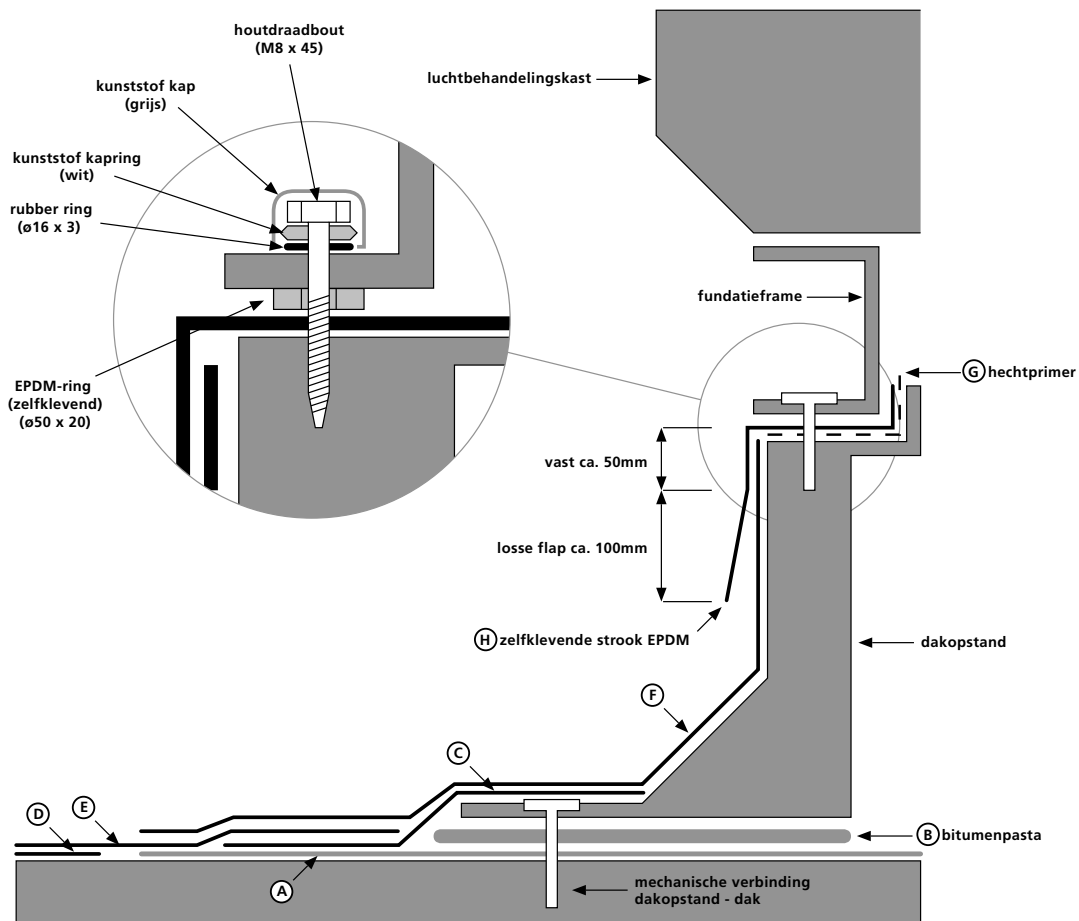 houtdraadbout
(M8 x 45)
luchtbehandelingskast
kunststof kap
(grijs)
kunststof kapring
(wit)
rubber ring
(ø16 x 3)
fundatieframe
EPDM-ring
(zelfklevend)
(ø50 x 20)
G hechtprimer
vast ca. 50mm
losse flap ca. 100mm
H zelfklevende strook EPDM
dakopstand
F
C
D
E
B bitumenpasta
A
mechanische verbinding
dakopstand - dak